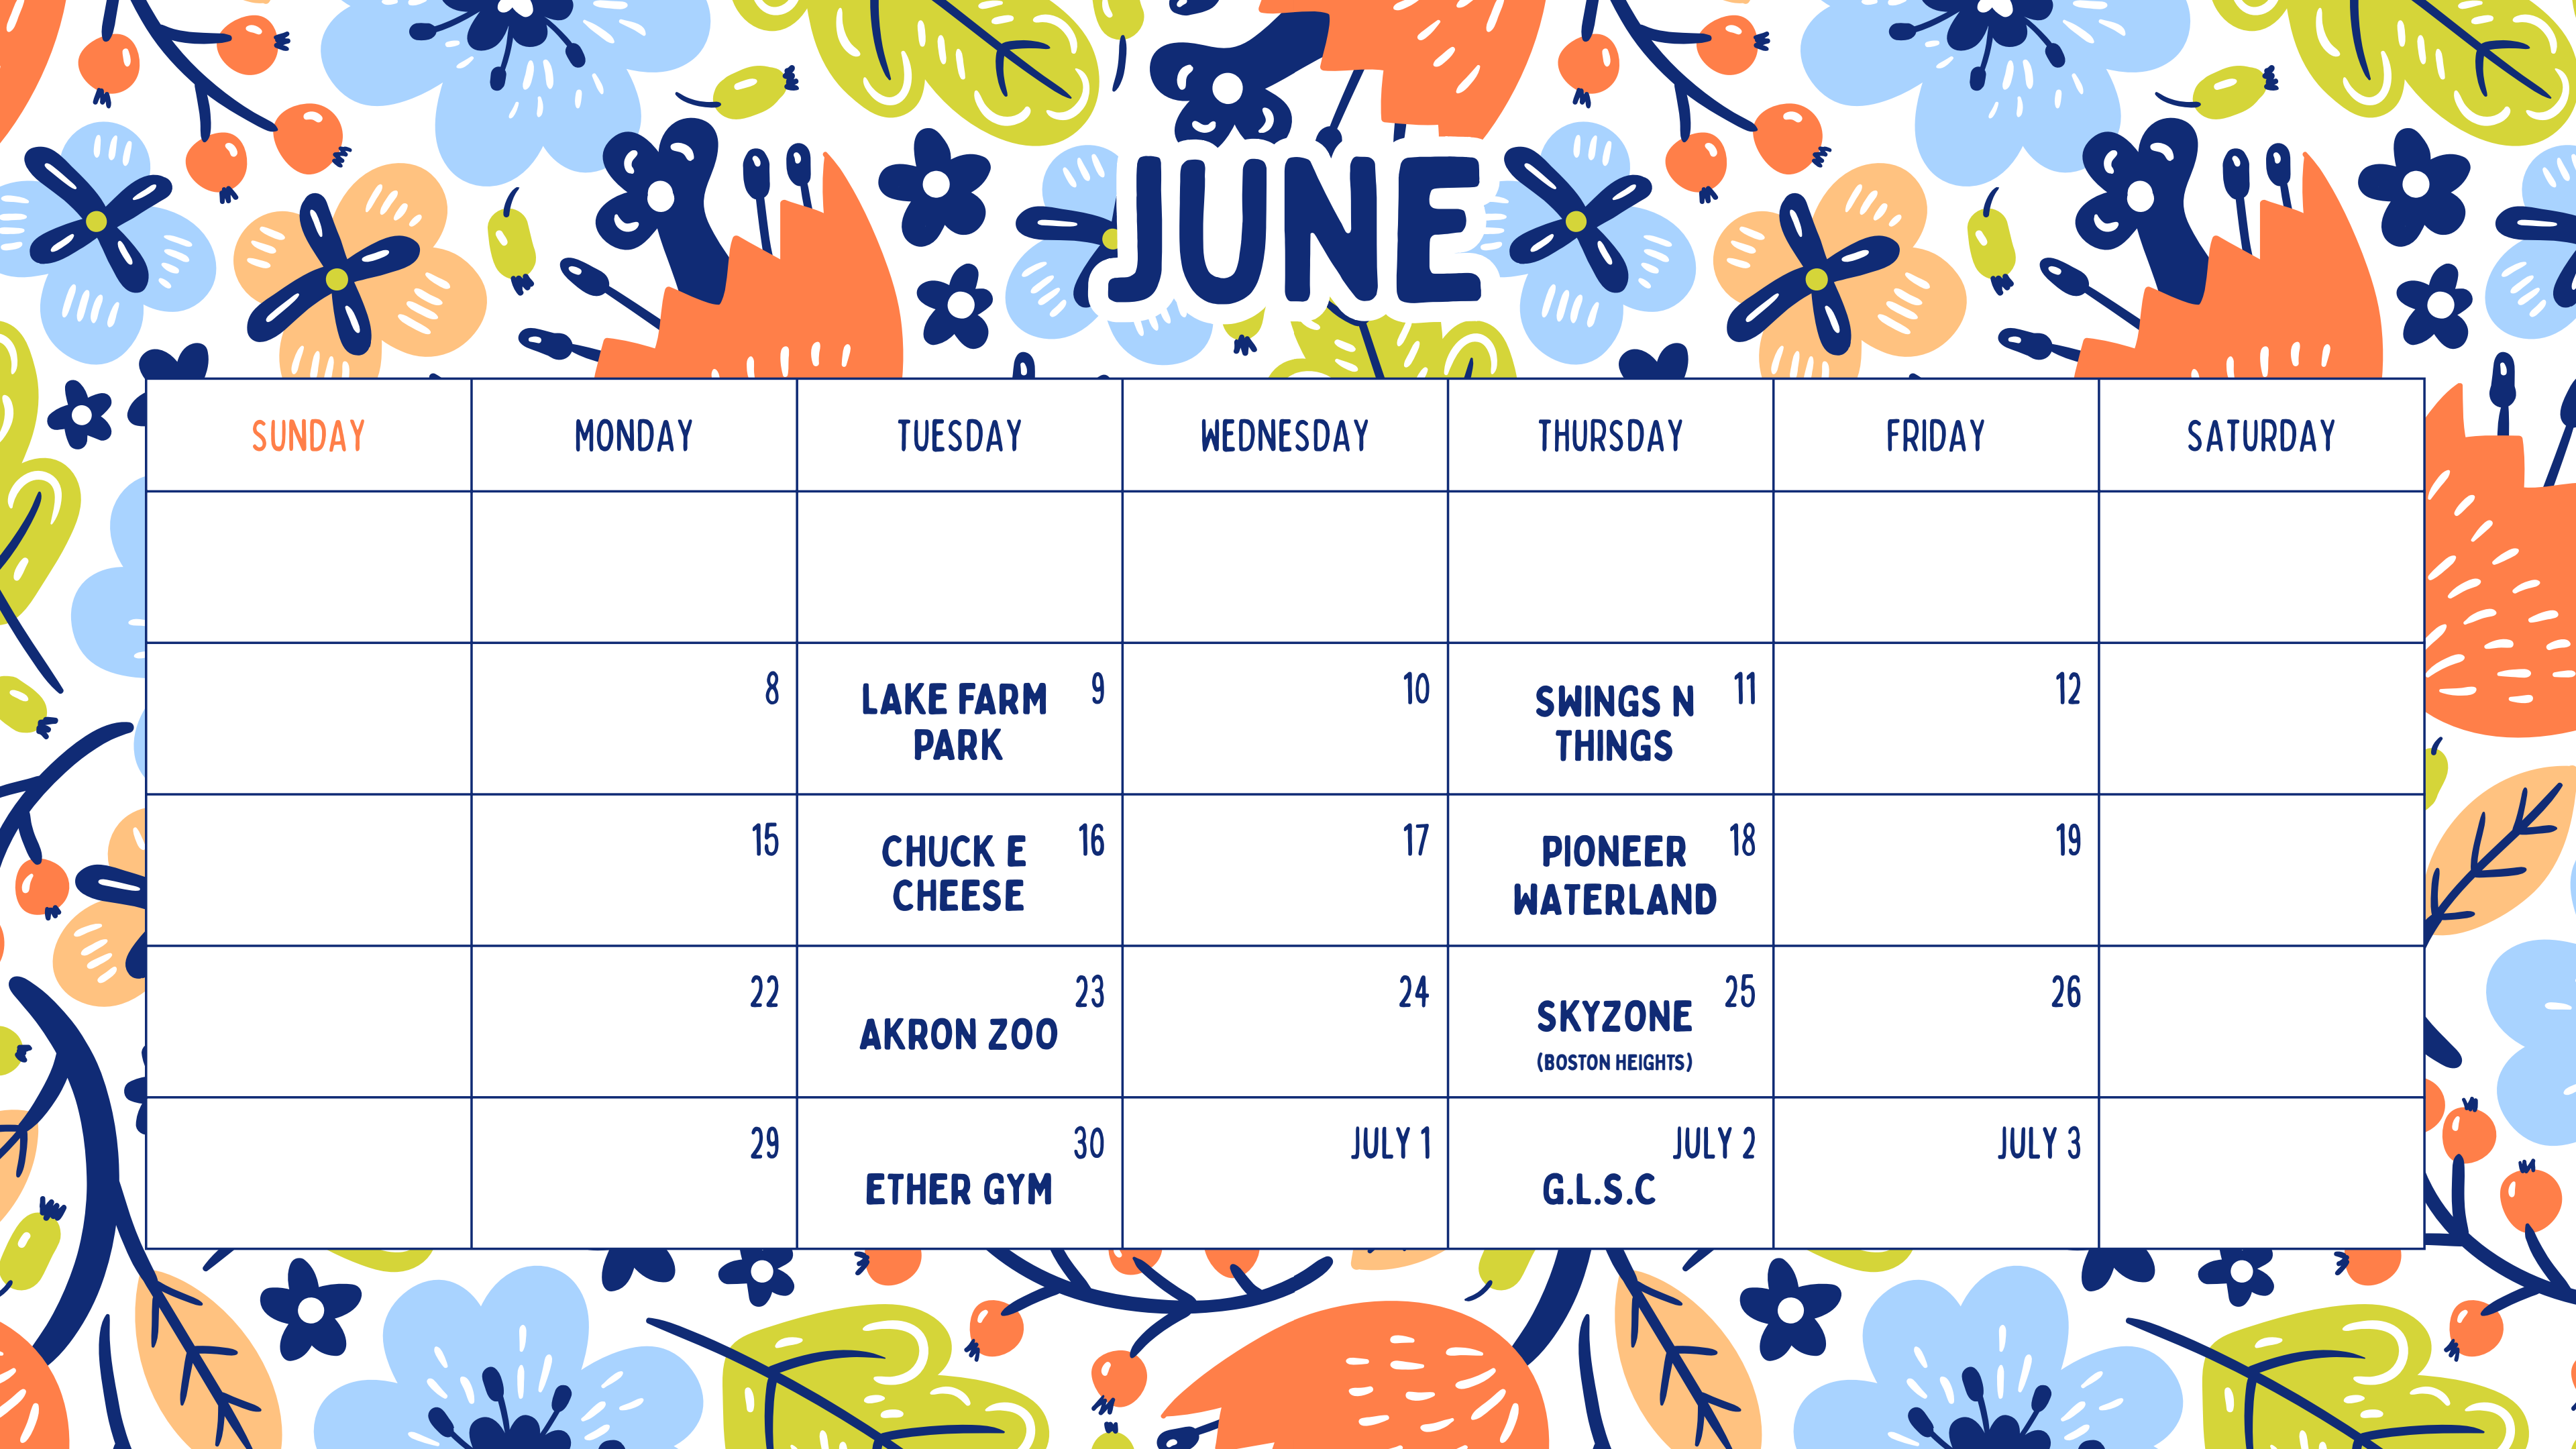 JUNE
SUNDAY MONDAY TUESDAY WEDNESDAY THURSDAY FRIDAY SATURDAY
8 LAKE FARM 9 10 SWINGS N 11 12
PARK THINGS
15 CHUCK E 16 17 PIONEER 18 19
CHEESE WATERLAND
22 23 24 25 26
AKRON ZOO SKYZONE
(BOSTON HEIGHTS)
29 30 JULY 1 JULY 2 JULY 3
ETHER GYM G.L.S.C